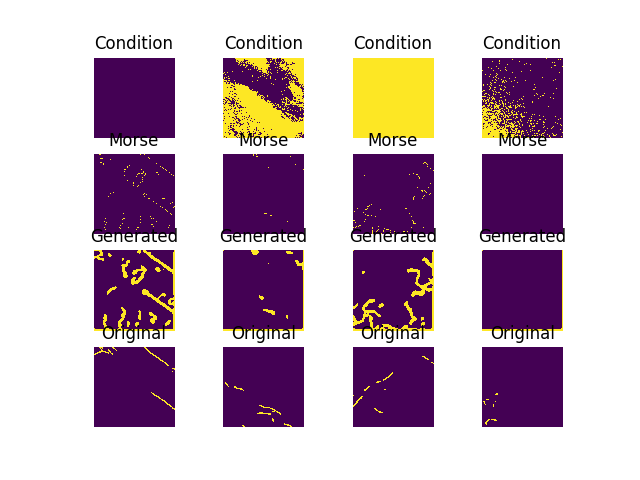 Condition Condition Condition Condition
Morse Morse Morse Morse
Generated Generated Generated Generated
Original Original Original Original